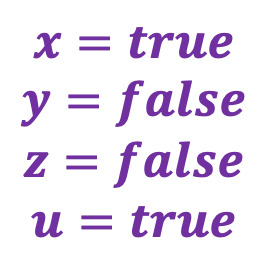 x = true
y = false
z = false
u = true